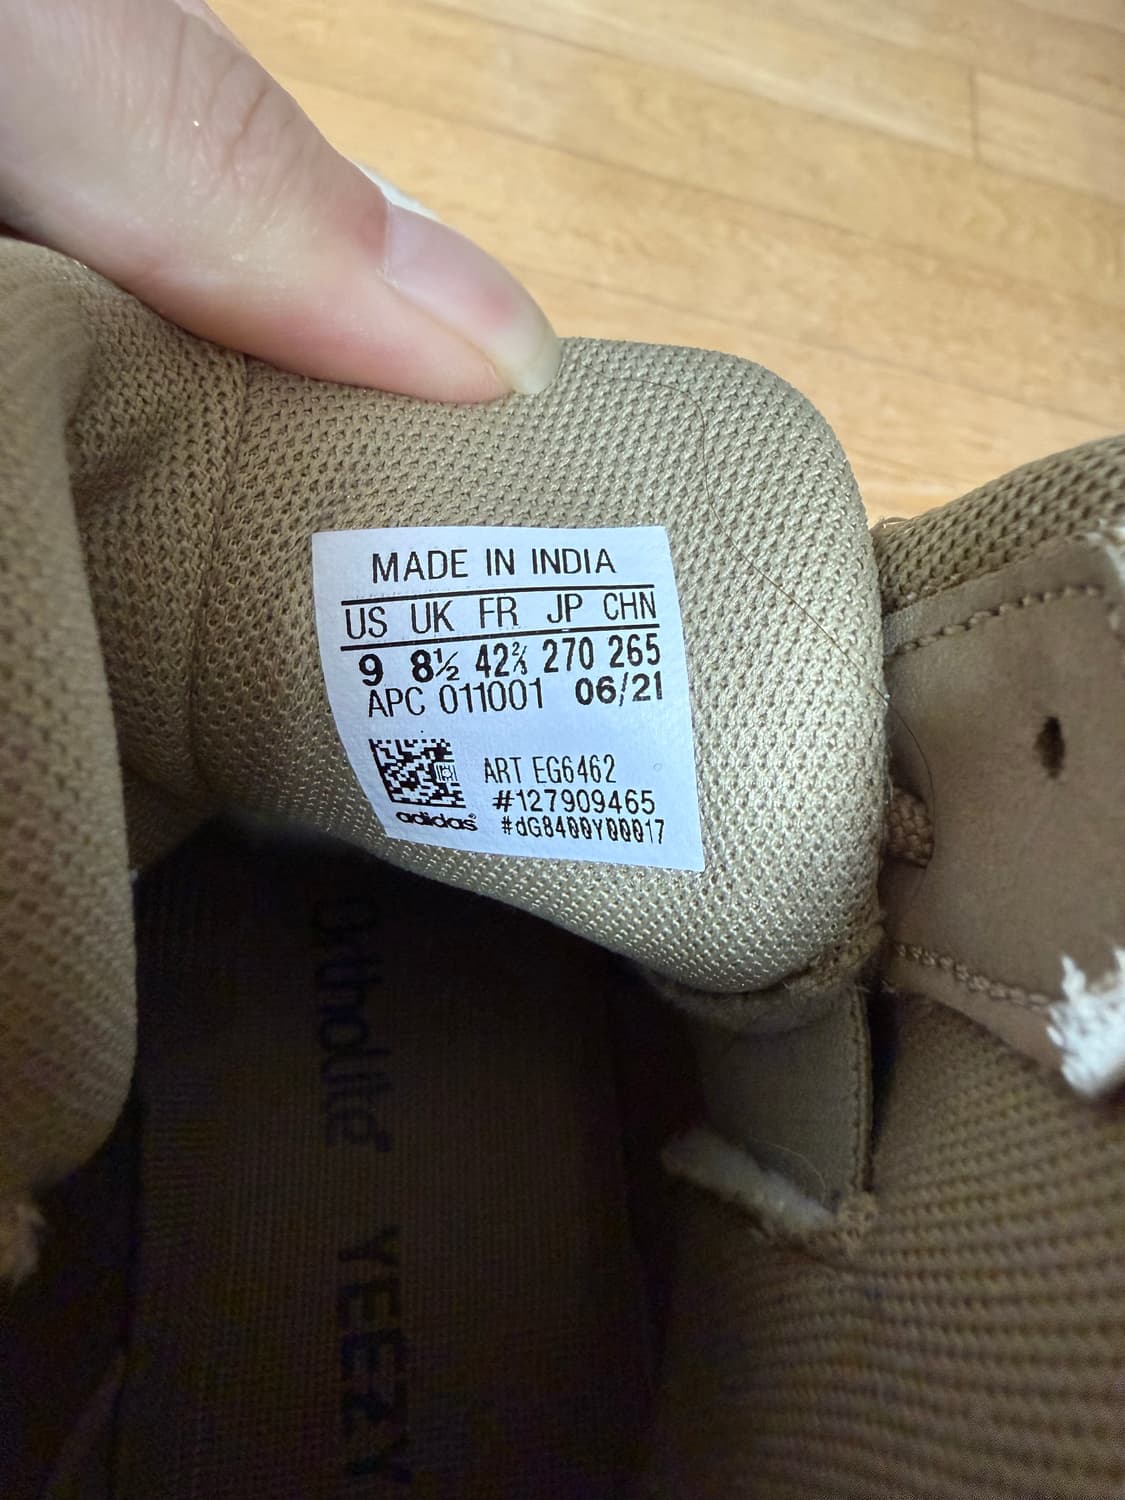 MADE IN INDIA
US UK FR JP CHN
9 8½ 42⅔ 270 265
APC 011001 06/21
ART EG6462
#127909465
adidas® #dG8400Y00017
Ortholite®
YEEZY